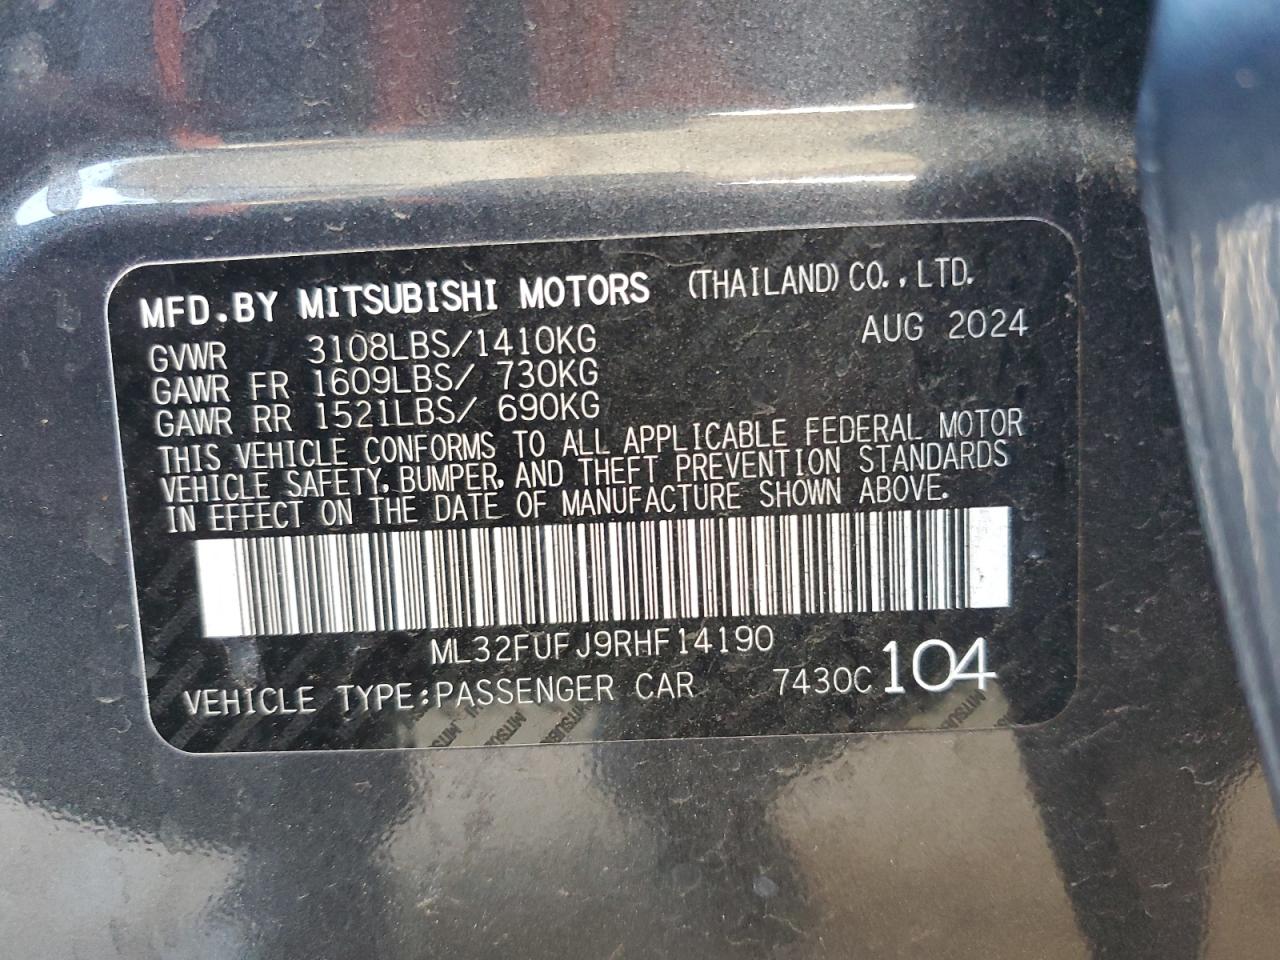 MFD.BY MITSUBISHI MOTORS (THAILAND) CO.,LTD.
GVWR 3108LBS/1410KG AUG 2024
GAWR FR 1609LBS/ 730KG
GAWR RR 1521LBS/ 690KG
THIS VEHICLE CONFORMS TO ALL APPLICABLE FEDERAL MOTOR
VEHICLE SAFETY, BUMPER, AND THEFT PREVENTION STANDARDS
IN EFFECT ON THE DATE OF MANUFACTURE SHOWN ABOVE.
ML32FUFJ9RHF14190
VEHICLE TYPE:PASSENGER CAR 7430C 104